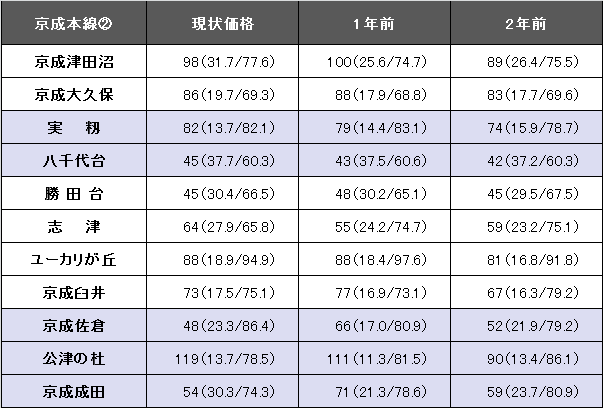 京成本線② 現状価格 1年前 2年前
京成津田沼 98(31.7/77.6) 100(25.6/74.7) 89(26.4/75.5)
京成大久保 86(19.7/69.3) 88(17.9/68.8) 83(17.7/69.6)
実 籾 82(13.7/82.1) 79(14.4/83.1) 74(15.9/78.7)
八千代台 45(37.7/60.3) 43(37.5/60.6) 42(37.2/60.3)
勝 田 台 45(30.4/66.5) 48(30.2/65.1) 45(29.5/67.5)
志 津 64(27.9/65.8) 55(24.2/74.7) 59(23.2/75.1)
ユーカリが丘 88(18.9/94.9) 88(18.4/97.6) 81(16.8/91.8)
京成臼井 73(17.5/75.1) 77(16.9/73.1) 67(16.3/79.2)
京成佐倉 48(23.3/86.4) 66(17.0/80.9) 52(21.9/79.2)
公津の杜 119(13.7/78.5) 111(11.3/81.5) 90(13.4/86.1)
京成成田 54(30.3/74.3) 71(21.3/78.6) 59(23.7/80.9)